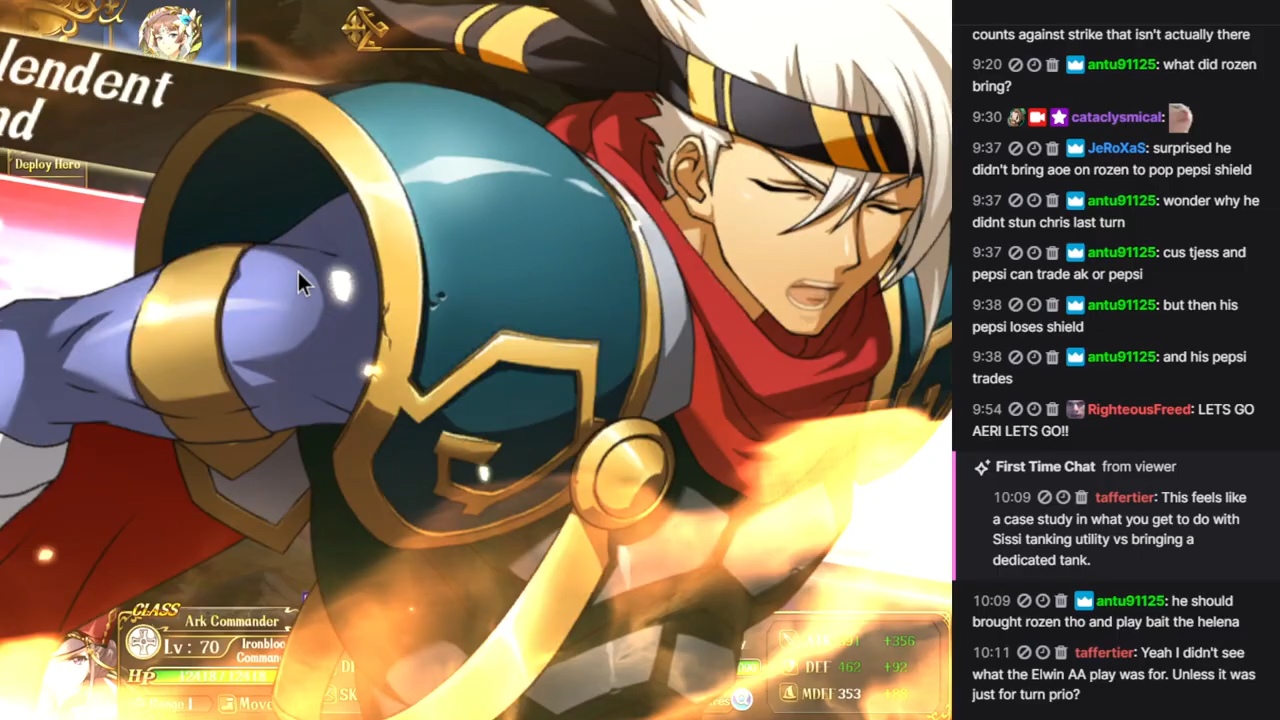 lendent
nd
Deploy Hero
CLASS
Ark Commander
Lv: 70
HP 12418/12418
Range 1
Move
+356
DEF 462 +92
MDEF 353
counts against strike that isn't actually there
9:20 antu91125: what did rozen
bring?
9:30 cataclysmical:
9:37 JeRoXaS: surprised he
didn't bring aoe on rozen to pop pepsi shield
9:37 antu91125: wonder why he
didnt stun chris last turn
9:37 antu91125: cus tjess and
pepsi can trade ak or pepsi
9:38 antu91125: but then his
pepsi loses shield
9:38 antu91125: and his pepsi
trades
9:54 RighteousFreed: LETS GO
AERI LETS GO!!
First Time Chat from viewer
10:09 taffertier: This feels like
a case study in what you get to do with
Sissi tanking utility vs bringing a
dedicated tank.
10:09 antu91125: he should
brought rozen tho and play bait the helena
10:11 taffertier: Yeah I didn't see
what the Elwin AA play was for. Unless it was
just for turn prio?